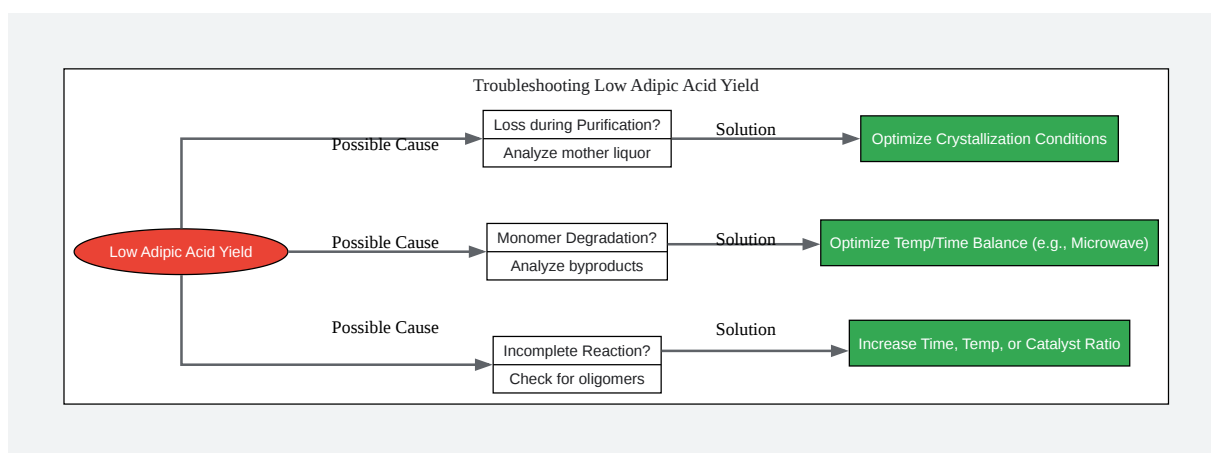 Troubleshooting Low Adipic Acid Yield
Possible Cause
Loss during Purification?
Analyze mother liquor
Solution
Optimize Crystallization Conditions
Low Adipic Acid Yield
Possible Cause
Monomer Degradation?
Analyze byproducts
Solution
Optimize Temp/Time Balance (e.g., Microwave)
Possible Cause
Incomplete Reaction?
Check for oligomers
Solution
Increase Time, Temp, or Catalyst Ratio